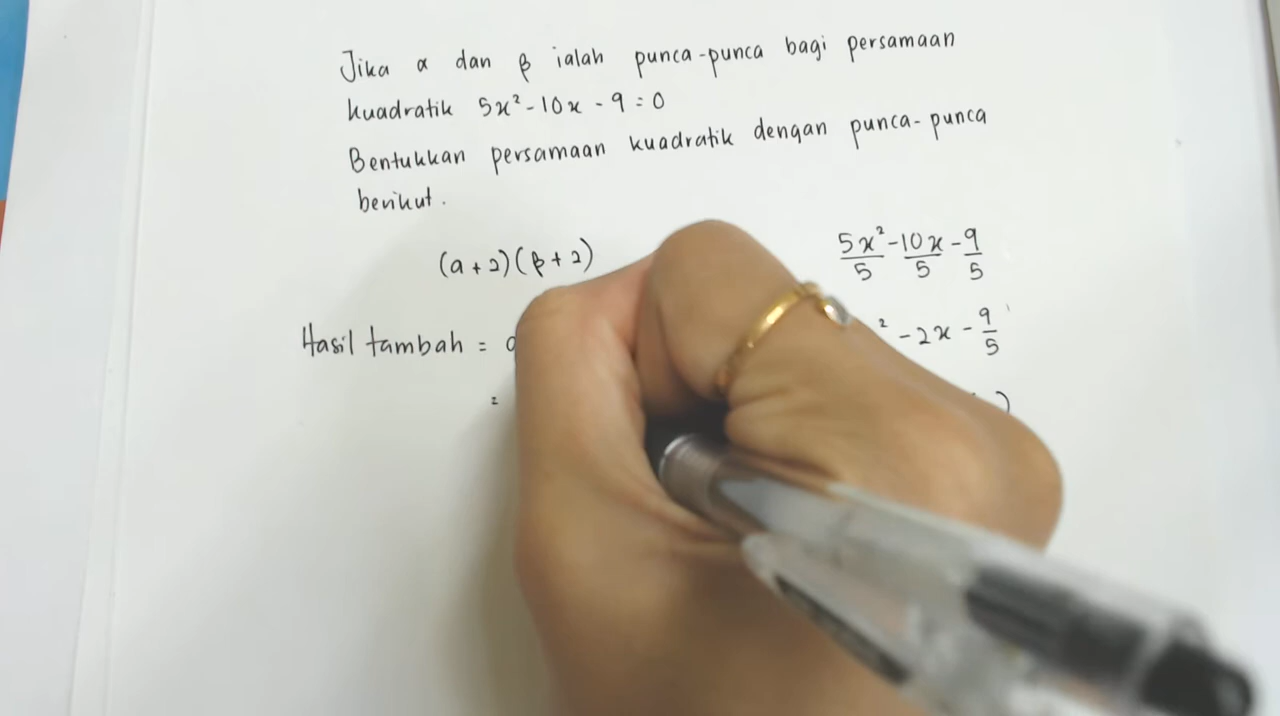 Jika α dan β ialah punca-punca bagi persamaan
kuadratik 5x² - 10x - 9 = 0
Bentukkan persamaan kuadratik dengan punca-punca
berikut.
(α + 2)(β + 2)
Hasil tambah =
=
5x²/5 - 10x/5 - 9/5
² - 2x - 9/5
)